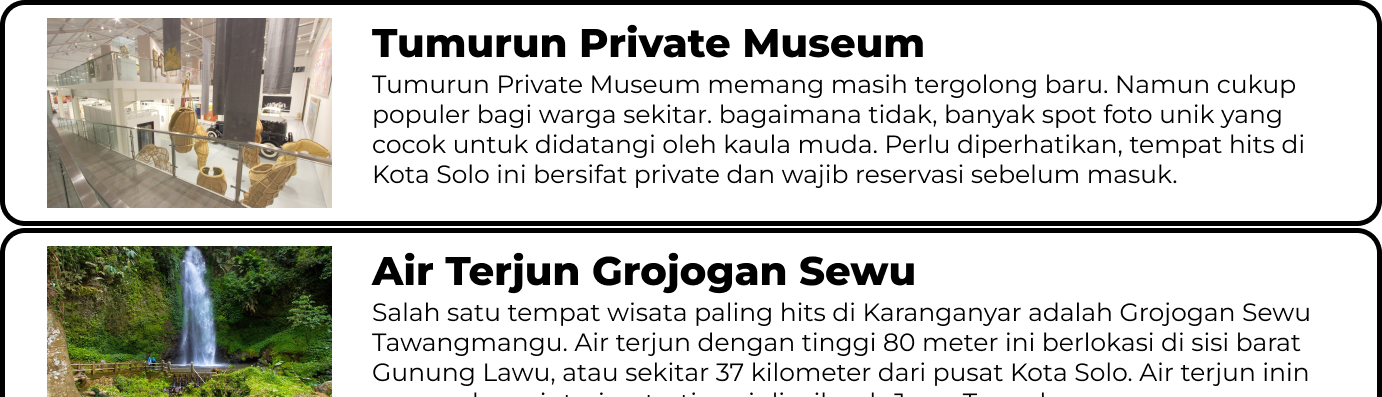 Tumurun Private Museum
Tumurun Private Museum memang masih tergolong baru. Namun cukup
populer bagi warga sekitar. bagaimana tidak, banyak spot foto unik yang
cocok untuk didatangi oleh kaula muda. Perlu diperhatikan, tempat hits di
Kota Solo ini bersifat private dan wajib reservasi sebelum masuk.
Air Terjun Grojogan Sewu
Salah satu tempat wisata paling hits di Karanganyar adalah Grojogan Sewu
Tawangmangu. Air terjun dengan tinggi 80 meter ini berlokasi di sisi barat
Gunung Lawu, atau sekitar 37 kilometer dari pusat Kota Solo. Air terjun inin